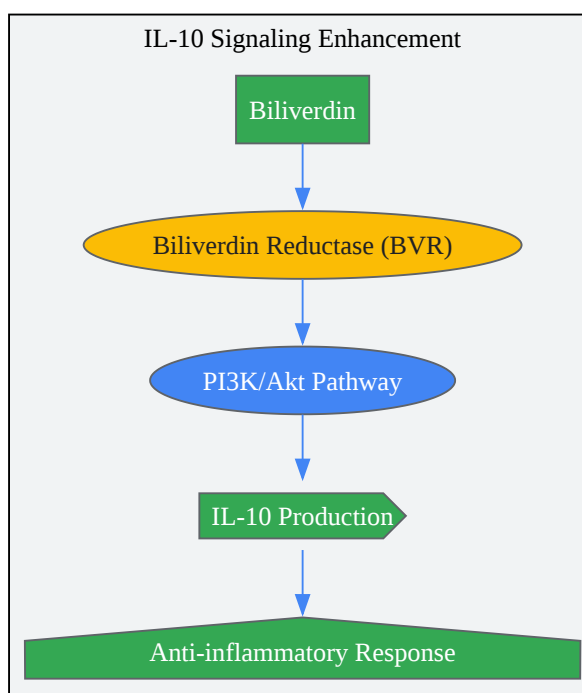 IL-10 Signaling Enhancement
Biliverdin
Biliverdin Reductase (BVR)
PI3K/Akt Pathway
IL-10 Production
Anti-inflammatory Response